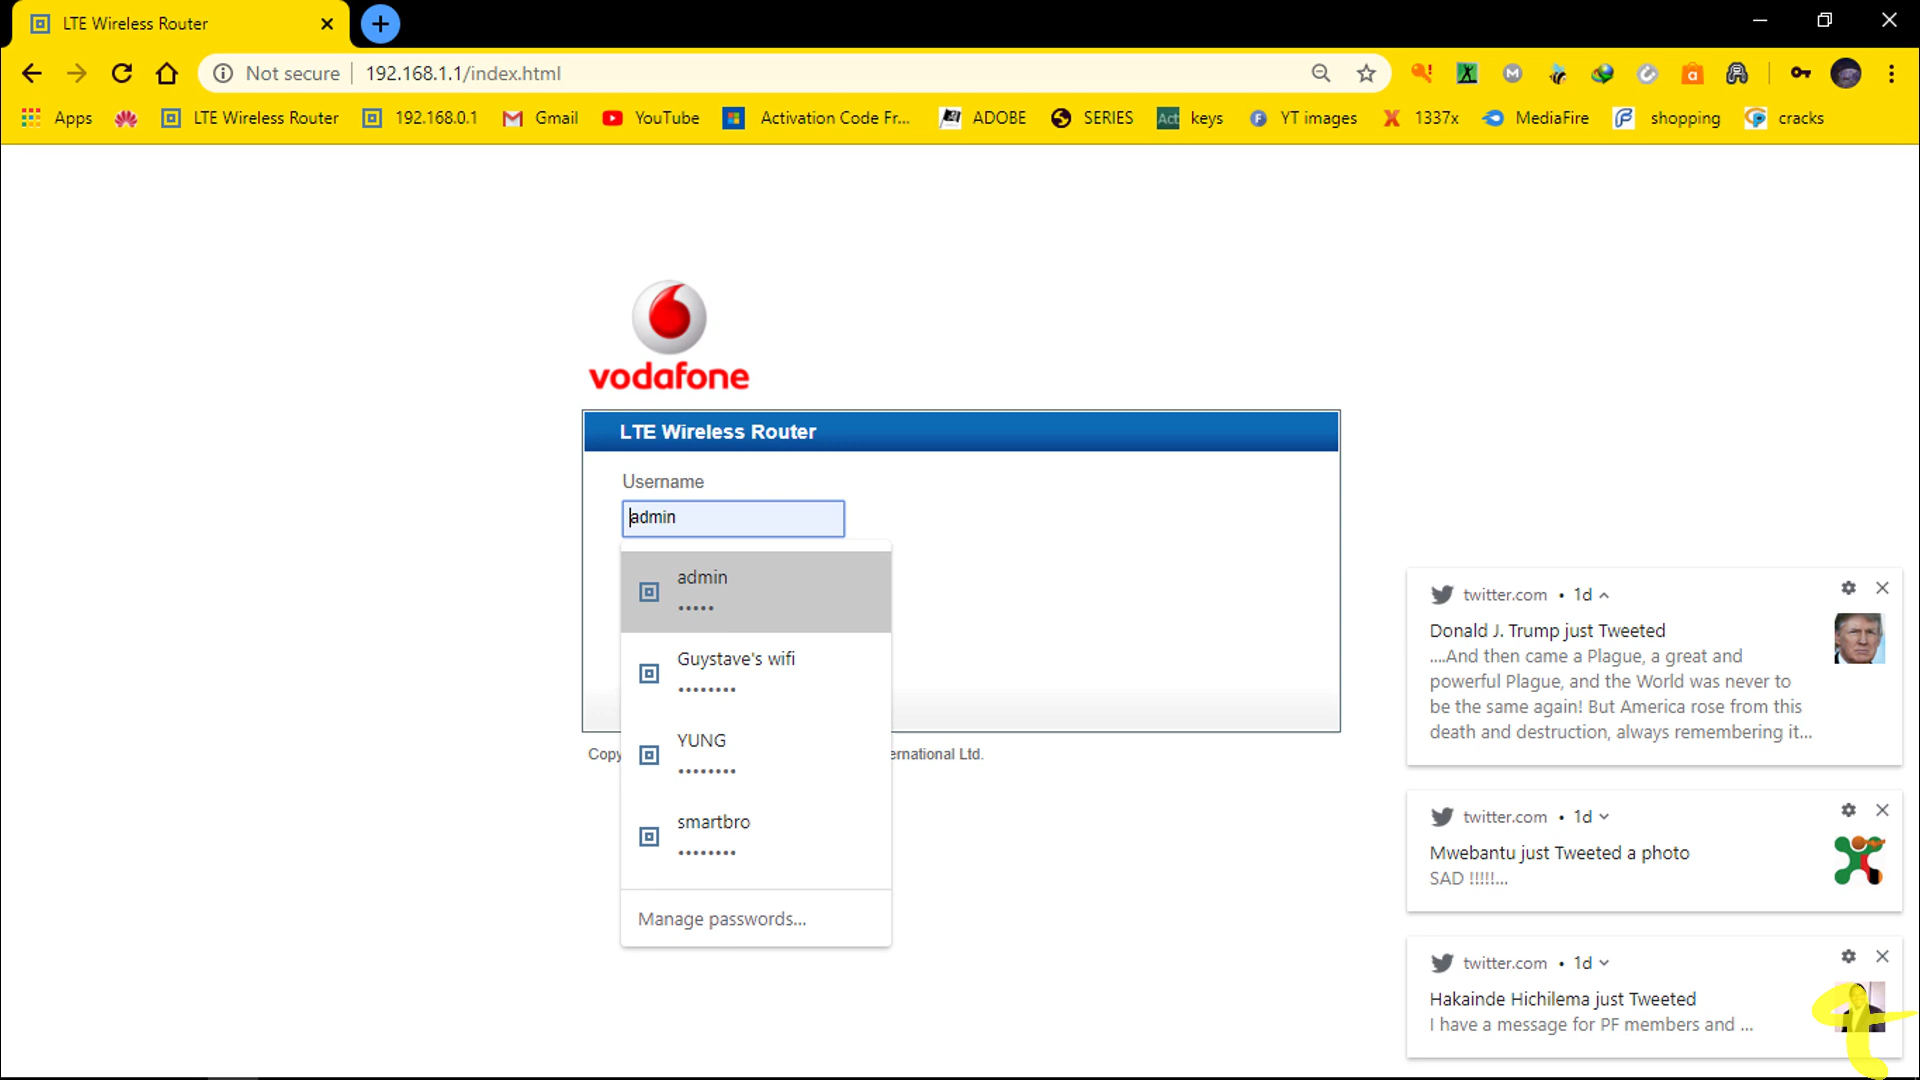 LTE Wireless Router
Not secure
192.168.1.1/index.html
Apps
LTE Wireless Router
192.168.0.1
Gmail
YouTube
Activation Code Fr...
ADOBE
SERIES
Act
keys
YT images
1337x
MediaFire
shopping
cracks
vodafone
LTE Wireless Router
Username
admin
admin
•••••
Guystave's wifi
••••••••
YUNG
••••••••
smartbro
••••••••
Manage passwords...
Copy
ernational Ltd.
twitter.com • 1d
Donald J. Trump just Tweeted
....And then came a Plague, a great and
powerful Plague, and the World was never to
be the same again! But America rose from this
death and destruction, always remembering it...
twitter.com • 1d
Mwebantu just Tweeted a photo
SAD !!!!!...
twitter.com • 1d
Hakainde Hichilema just Tweeted
I have a message for PF members and ...
t